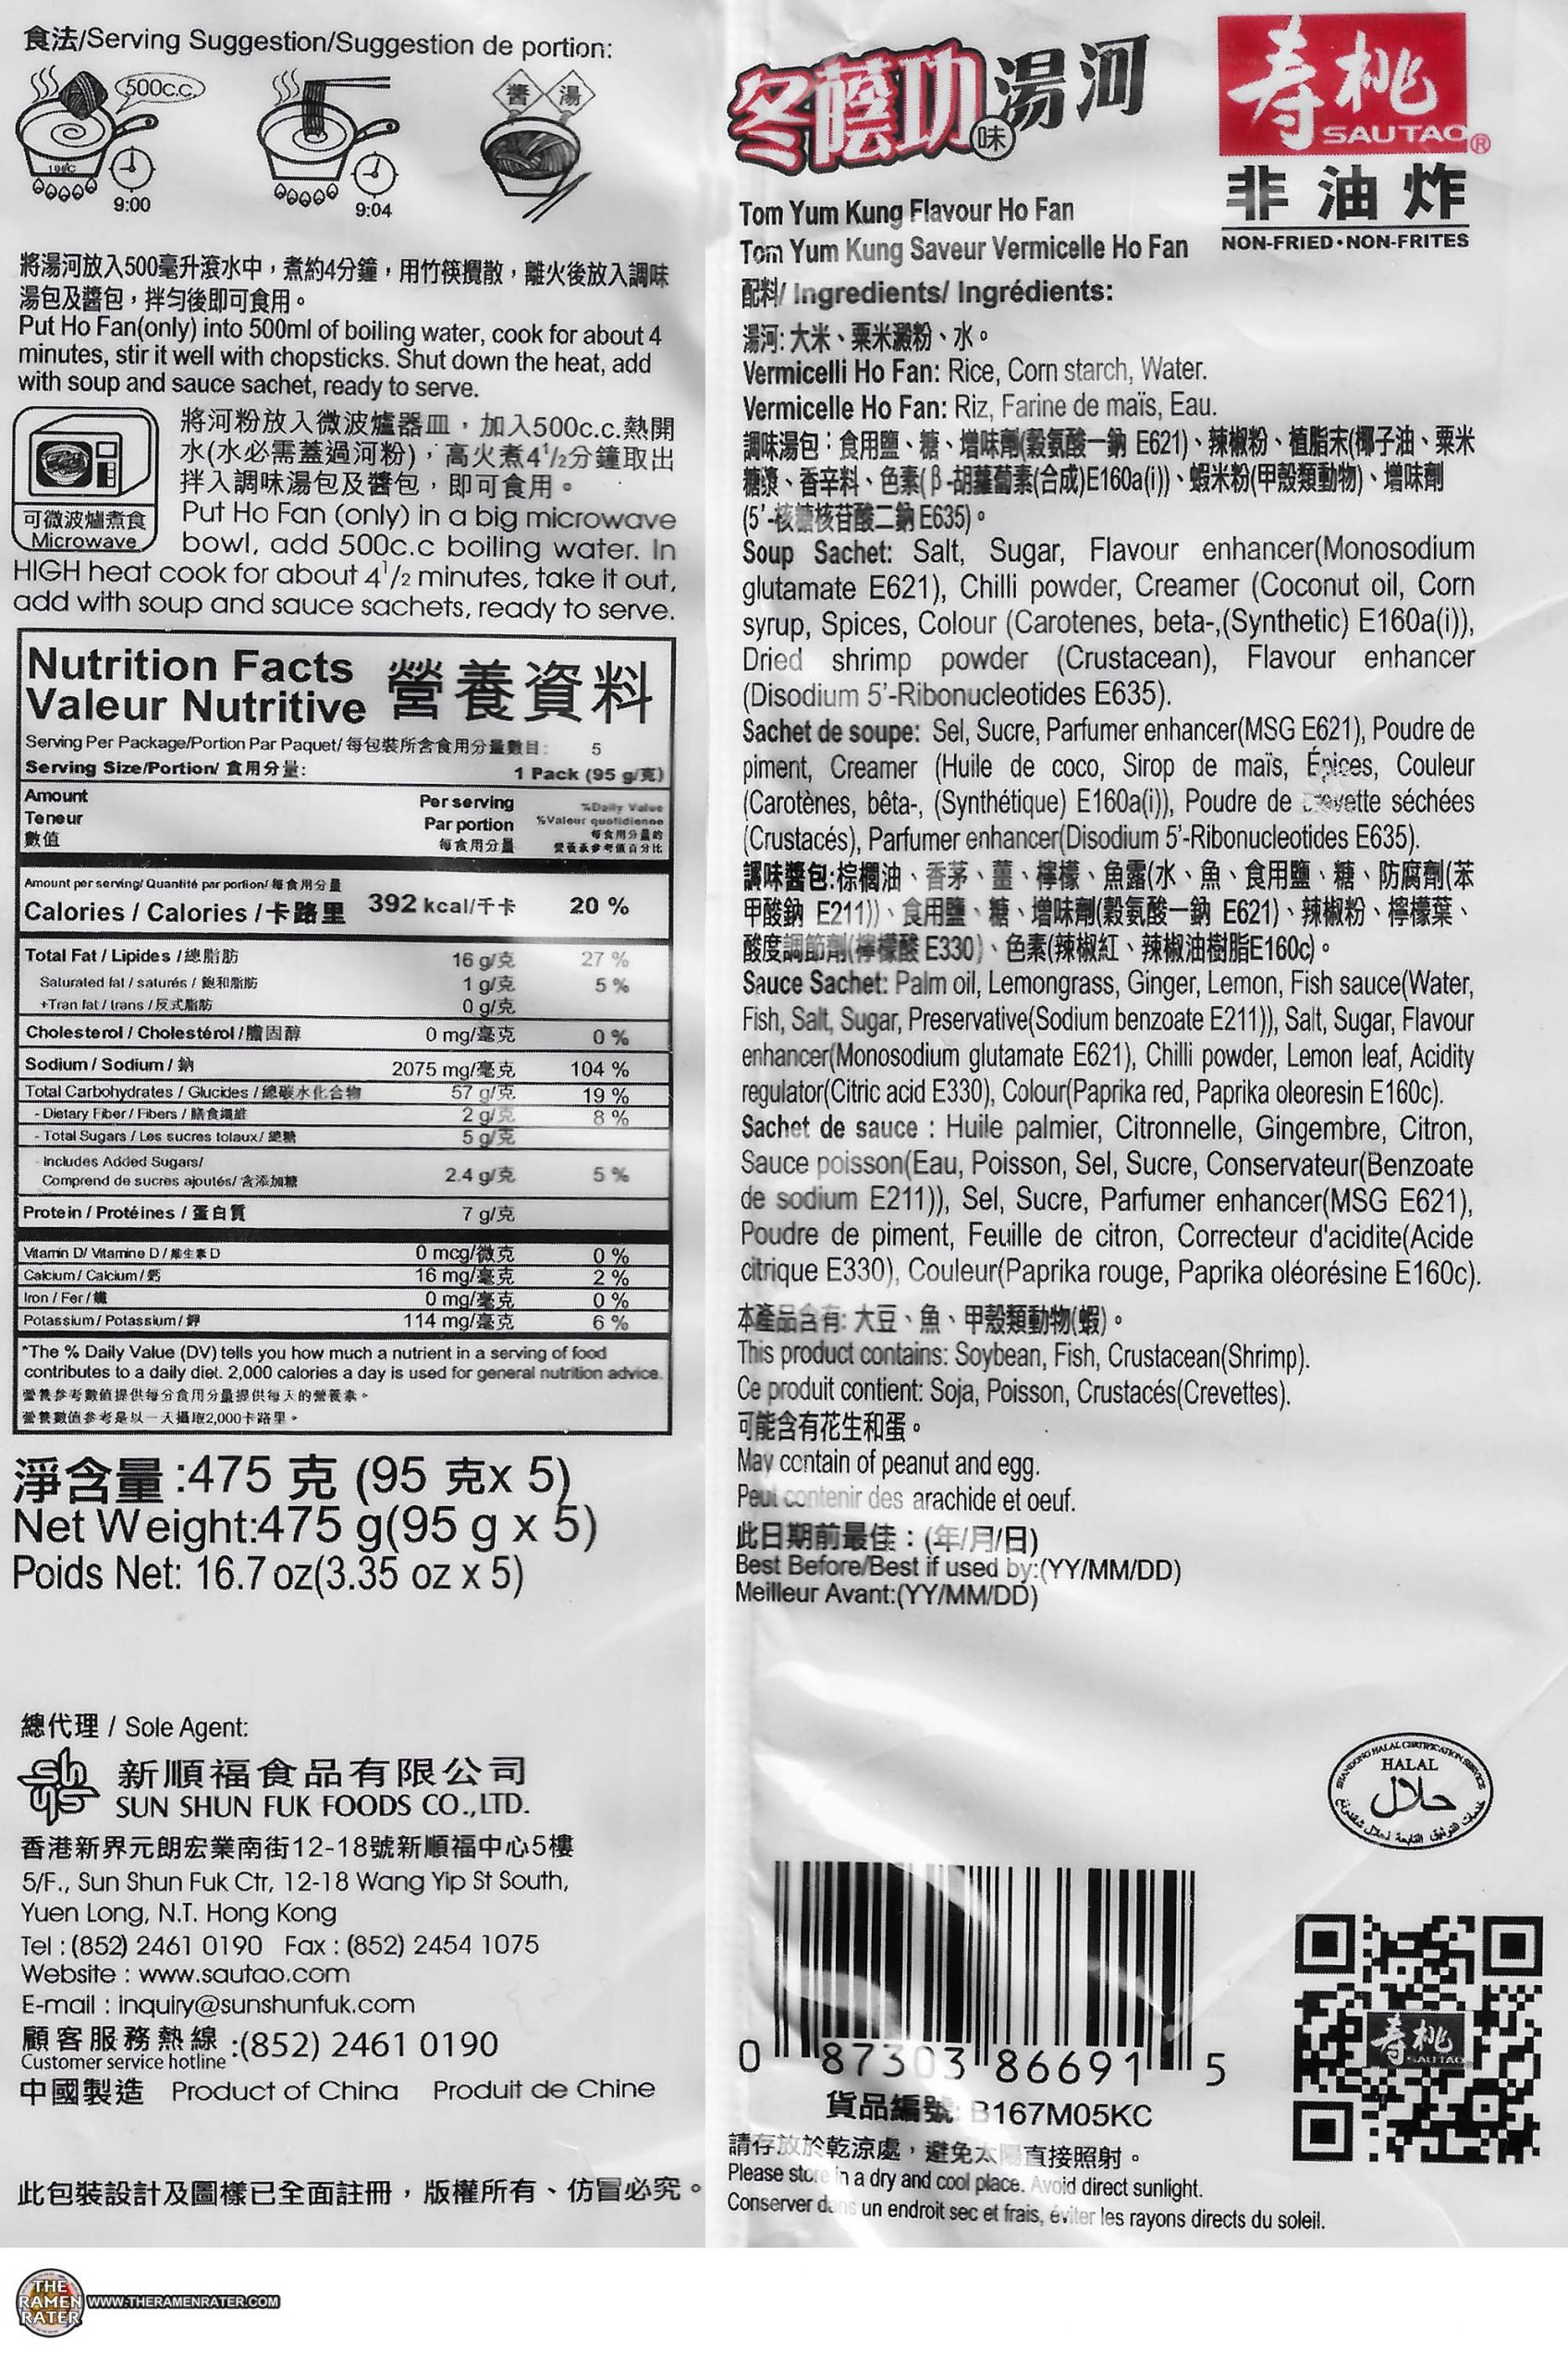 食法/Serving Suggestion/Suggestion de portion:
500c.c.
醬 湯
100°C
9:00
9:04
將湯河放入500毫升滾水中，煮約4分鐘，用竹筷攪散，離火後放入調味
湯包及醬包，拌勻後即可食用。
Put Ho Fan(only) into 500ml of boiling water, cook for about 4
minutes, stir it well with chopsticks. Shut down the heat, add
with soup and sauce sachet, ready to serve.
將河粉放入微波爐器皿，加入500c.c.熱開
水(水必需蓋過河粉)，高火煮4 1/2分鐘取出
拌入調味湯包及醬包，即可食用。
可微波爐煮食
Microwave
Put Ho Fan (only) in a big microwave
bowl, add 500c.c boiling water. In
HIGH heat cook for about 4 1/2 minutes, take it out,
add with soup and sauce sachets, ready to serve.
Nutrition Facts
Valeur Nutritive 營養資料
Serving Per Package/Portion Par Paquet/每包裝所含食用分量數目: 5
Serving Size/Portion/ 食用分量: 1 Pack (95 g/克)
Amount Per serving %Daily Value
Teneur Par portion %Valeur quotidienne
數值 每食用分量 每食用分量的
營養素參考值百分比
Amount per serving/ Quantité par portion/ 每食用分量
Calories / Calories /卡路里 392 kcal/千卡 20 %
Total Fat / Lipides /總脂肪 16 g/克 27 %
Saturated fat / saturés / 飽和脂肪 1 g/克 5 %
+Tran fat / trans /反式脂肪 0 g/克
Cholesterol / Cholestérol /膽固醇 0 mg/毫克 0 %
Sodium / Sodium / 鈉 2075 mg/毫克 104 %
Total Carbohydrates / Glucides /總碳水化合物 57 g/克 19 %
- Dietary Fiber / Fibers / 膳食纖維 2 g/克 8 %
- Total Sugars / Les sucres totaux/ 總糖 5 g/克
- Includes Added Sugars/
Comprend de sucres ajoutés/ 含添加糖 2.4 g/克 5 %
Protein / Protéines / 蛋白質 7 g/克
Vitamin D/ Vitamine D / 維生素 D 0 mcg/微克 0 %
Calcium / Calcium / 鈣 16 mg/毫克 2 %
Iron / Fer / 鐵 0 mg/毫克 0 %
Potassium / Potassium / 鉀 114 mg/毫克 6 %
*The % Daily Value (DV) tells you how much a nutrient in a serving of food
contributes to a daily diet. 2,000 calories a day is used for general nutrition advice.
營養參考數值提供每分食用分量提供每天的營養素。
營養數值參考是以一天攝取2,000卡路里。
淨含量:475 克 (95 克x 5)
Net Weight:475 g(95 g x 5)
Poids Net: 16.7 oz(3.35 oz x 5)
總代理 / Sole Agent:
新順福食品有限公司
SUN SHUN FUK FOODS CO.,LTD.
香港新界元朗宏業南街12-18號新順福中心5樓
5/F., Sun Shun Fuk Ctr, 12-18 Wang Yip St South,
Yuen Long, N.T. Hong Kong
Tel : (852) 2461 0190 Fax : (852) 2454 1075
Website : www.sautao.com
E-mail : inquiry@sunshunfuk.com
顧客服務熱線 :(852) 2461 0190
Customer service hotline
中國製造 Product of China Produit de Chine
此包裝設計及圖樣已全面註冊，版權所有、仿冒必究。
冬蔭功味湯河
寿桃
SAUTAO®
非油炸
NON-FRIED•NON-FRITES
Tom Yum Kung Flavour Ho Fan
Tom Yum Kung Saveur Vermicelle Ho Fan
配料/ Ingredients/ Ingrédients:
湯河: 大米、粟米澱粉、水。
Vermicelli Ho Fan: Rice, Corn starch, Water.
Vermicelle Ho Fan: Riz, Farine de maïs, Eau.
調味湯包：食用鹽、糖、增味劑(穀氨酸一鈉 E621)、辣椒粉、植脂末(椰子油、粟米
糖漿、香辛料、色素(β-胡蘿蔔素(合成)E160a(i))、蝦米粉(甲殼類動物)、增味劑
(5'-核糖核苷酸二鈉 E635)。
Soup Sachet: Salt, Sugar, Flavour enhancer(Monosodium
glutamate E621), Chilli powder, Creamer (Coconut oil, Corn
syrup, Spices, Colour (Carotenes, beta-,(Synthetic) E160a(i)),
Dried shrimp powder (Crustacean), Flavour enhancer
(Disodium 5'-Ribonucleotides E635).
Sachet de soupe: Sel, Sucre, Parfumer enhancer(MSG E621), Poudre de
piment, Creamer (Huile de coco, Sirop de maïs, Épices, Couleur
(Carotènes, bêta-, (Synthétique) E160a(i)), Poudre de crevette séchées
(Crustacés), Parfumer enhancer(Disodium 5'-Ribonucleotides E635).
調味醬包:棕櫚油、香茅、薑、檸檬、魚露(水、魚、食用鹽、糖、防腐劑(苯
甲酸鈉 E211))、食用鹽、糖、增味劑(穀氨酸一鈉 E621)、辣椒粉、檸檬葉、
酸度調節劑(檸檬酸 E330)、色素(辣椒紅、辣椒油樹脂E160c)。
Sauce Sachet: Palm oil, Lemongrass, Ginger, Lemon, Fish sauce(Water,
Fish, Salt, Sugar, Preservative(Sodium benzoate E211)), Salt, Sugar, Flavour
enhancer(Monosodium glutamate E621), Chilli powder, Lemon leaf, Acidity
regulator(Citric acid E330), Colour(Paprika red, Paprika oleoresin E160c).
Sachet de sauce : Huile palmier, Citronnelle, Gingembre, Citron,
Sauce poisson(Eau, Poisson, Sel, Sucre, Conservateur(Benzoate
de sodium E211)), Sel, Sucre, Parfumer enhancer(MSG E621),
Poudre de piment, Feuille de citron, Correcteur d'acidite(Acide
citrique E330), Couleur(Paprika rouge, Paprika oléorésine E160c).
本產品含有: 大豆、魚、甲殼類動物(蝦)。
This product contains: Soybean, Fish, Crustacean(Shrimp).
Ce produit contient: Soja, Poisson, Crustacés(Crevettes).
可能含有花生和蛋。
May contain of peanut and egg.
Peut contenir des arachide et oeuf.
此日期前最佳：(年/月/日)
Best Before/Best if used by:(YY/MM/DD)
Meilleur Avant:(YY/MM/DD)
SHANDONG HALAL CERTIFICATION SERVICE
HALAL
حلال
0 87303 86691 5
寿桃
SAUTAO
貨品編號: B167M05KC
請存放於乾涼處，避免太陽直接照射。
Please store in a dry and cool place. Avoid direct sunlight.
Conserver dans un endroit sec et frais, éviter les rayons directs du soleil.
THE
RAMEN
RATER
WWW.THERAMENRATER.COM